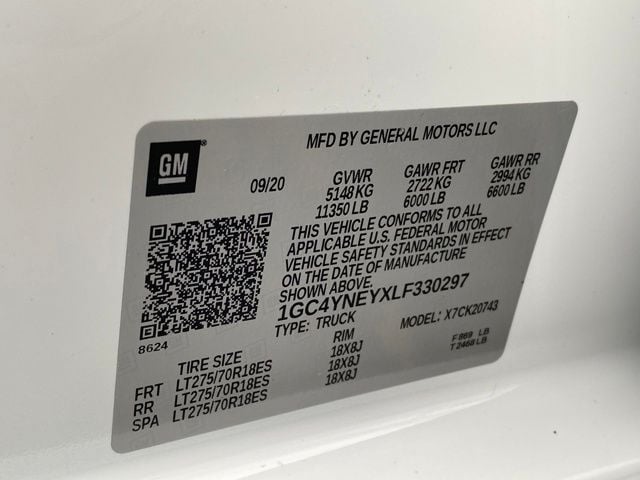 GM
MFD BY GENERAL MOTORS LLC
09/20
GVWR GAWR FRT GAWR RR
5148 KG 2722 KG 2994 KG
11350 LB 6000 LB 6600 LB
THIS VEHICLE CONFORMS TO ALL
APPLICABLE U.S. FEDERAL MOTOR
VEHICLE SAFETY STANDARDS IN EFFECT
ON THE DATE OF MANUFACTURE
SHOWN ABOVE.
1GC4YNEYXLF330297
TYPE: TRUCK MODEL: X7CK20743
8624
F 869 LB
T 2468 LB
TIRE SIZE RIM
FRT LT275/70R18ES 18X8J
RR LT275/70R18ES 18X8J
SPA LT275/70R18ES 18X8J